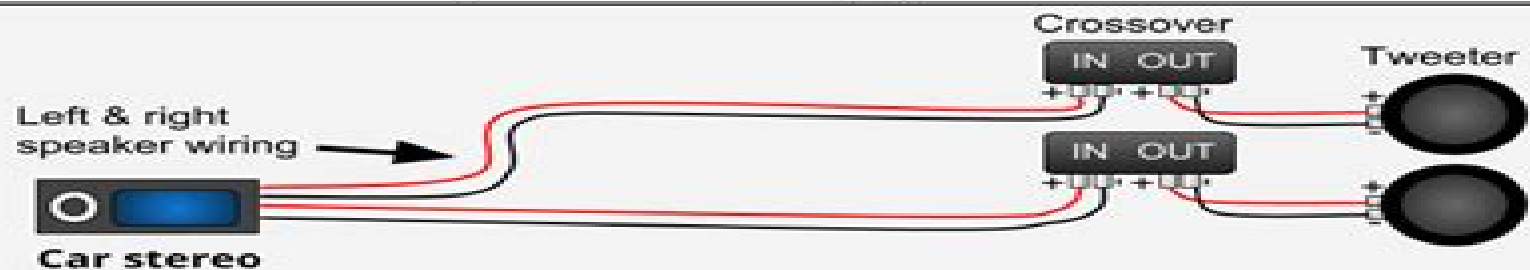 Crossover
IN OUT
Tweeter
+ - + -
+
-
Left & right
speaker wiring
IN OUT
+ - + -
+
-
Car stereo